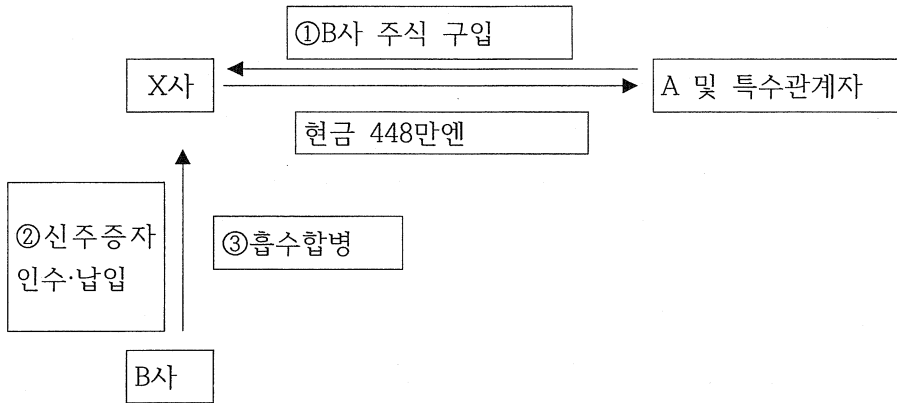 ①B사 주식 구입
X사
A 및 특수관계자
현금 448만엔
②신주증자
인수·납입
③흡수합병
B사